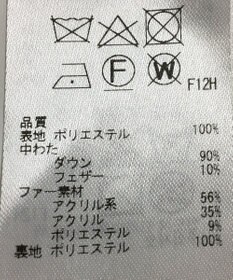 F W F12H
品質
表地 ポリエステル 100%
中わた
ダウン 90%
フェザー 10%
ファー素材
アクリル系 56%
アクリル 35%
ポリエステル 9%
裏地 ポリエステル 100%